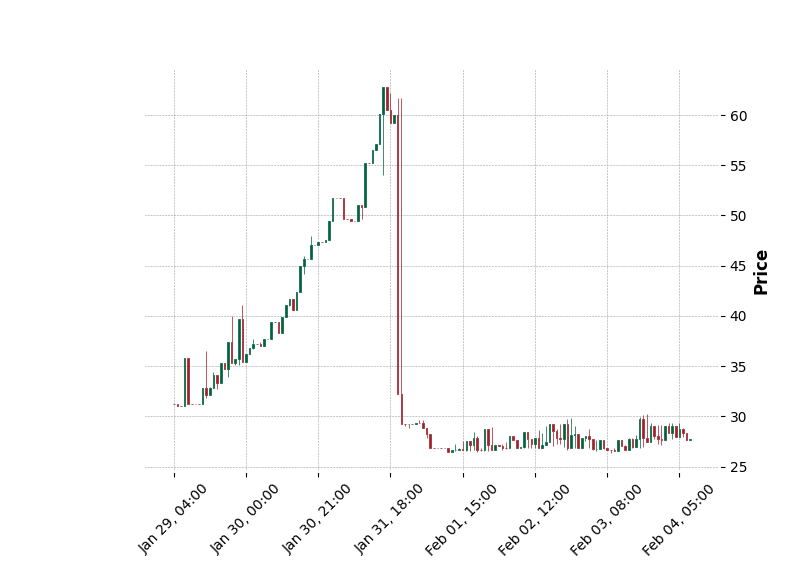 60
55
50
45
40
35
30
25
Price
Jan 29, 04:00
Jan 30, 00:00
Jan 30, 21:00
Jan 31, 18:00
Feb 01, 15:00
Feb 02, 12:00
Feb 03, 08:00
Feb 04, 05:00